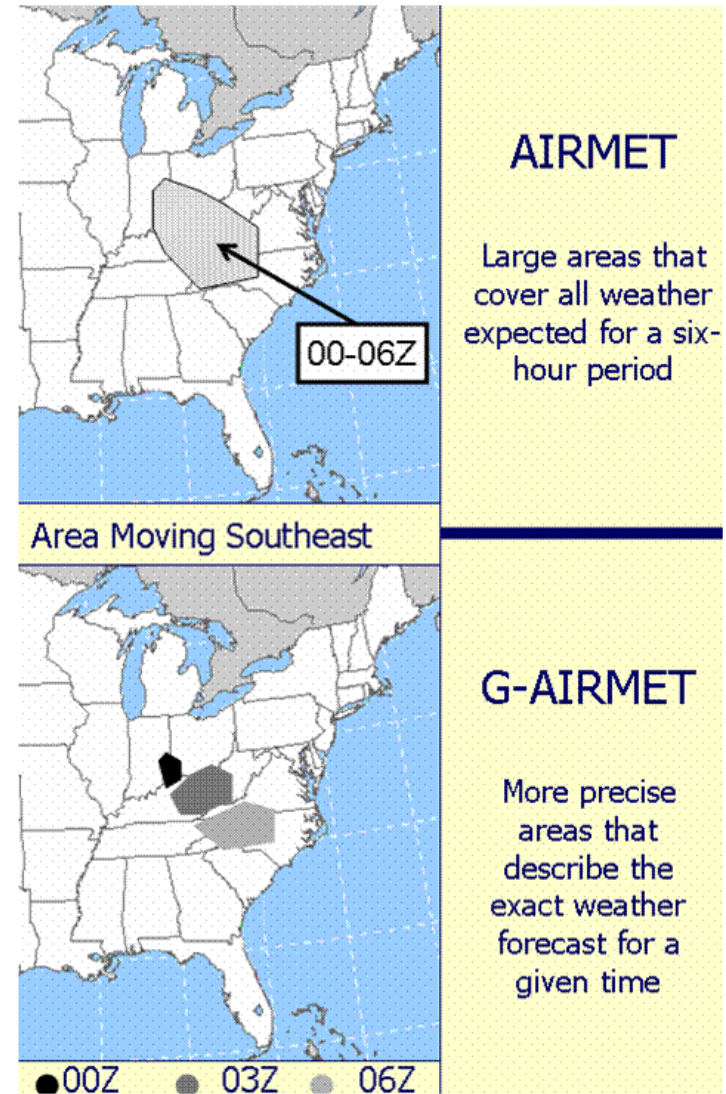 AIRMET
Large areas that
cover all weather
expected for a six-
hour period
00-06Z
Area Moving Southeast
G-AIRMET
More precise
areas that
describe the
exact weather
forecast for a
given time
00Z 03Z 06Z